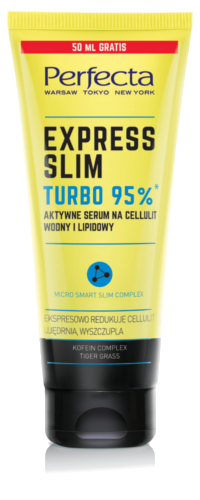 50 ML GRATIS
Perfecta
WARSAW TOKYO NEW YORK
EXPRESS
SLIM
TURBO 95%*
AKTYWNE SERUM NA CELLULIT
WODNY I LIPIDOWY
MICRO SMART SLIM COMPLEX
EKSPRESOWO REDUKUJE CELLULIT
UJĘDRNIA, WYSZCZUPLA
KOFEIN COMPLEX
TIGER GRASS